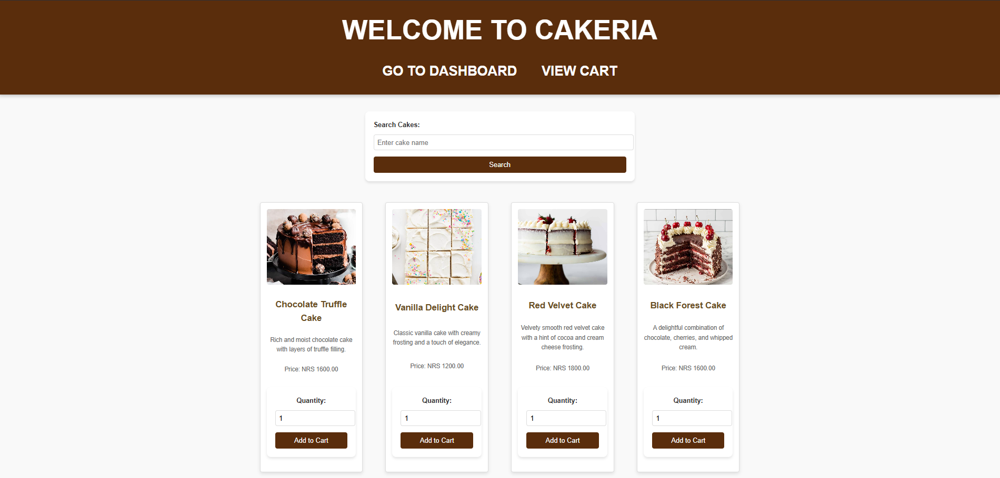 WELCOME TO CAKERIA
GO TO DASHBOARD VIEW CART
Search Cakes:
Enter cake name
Search
Chocolate Truffle
Cake
Rich and moist chocolate cake
with layers of truffle filling.
Price: NRS 1600.00
Quantity:
1
Add to Cart
Vanilla Delight Cake
Classic vanilla cake with creamy
frosting and a touch of elegance.
Price: NRS 1200.00
Quantity:
1
Add to Cart
Red Velvet Cake
Velvety smooth red velvet cake
with a hint of cocoa and cream
cheese frosting.
Price: NRS 1800.00
Quantity:
1
Add to Cart
Black Forest Cake
A delightful combination of
chocolate, cherries, and whipped
cream.
Price: NRS 1600.00
Quantity:
1
Add to Cart